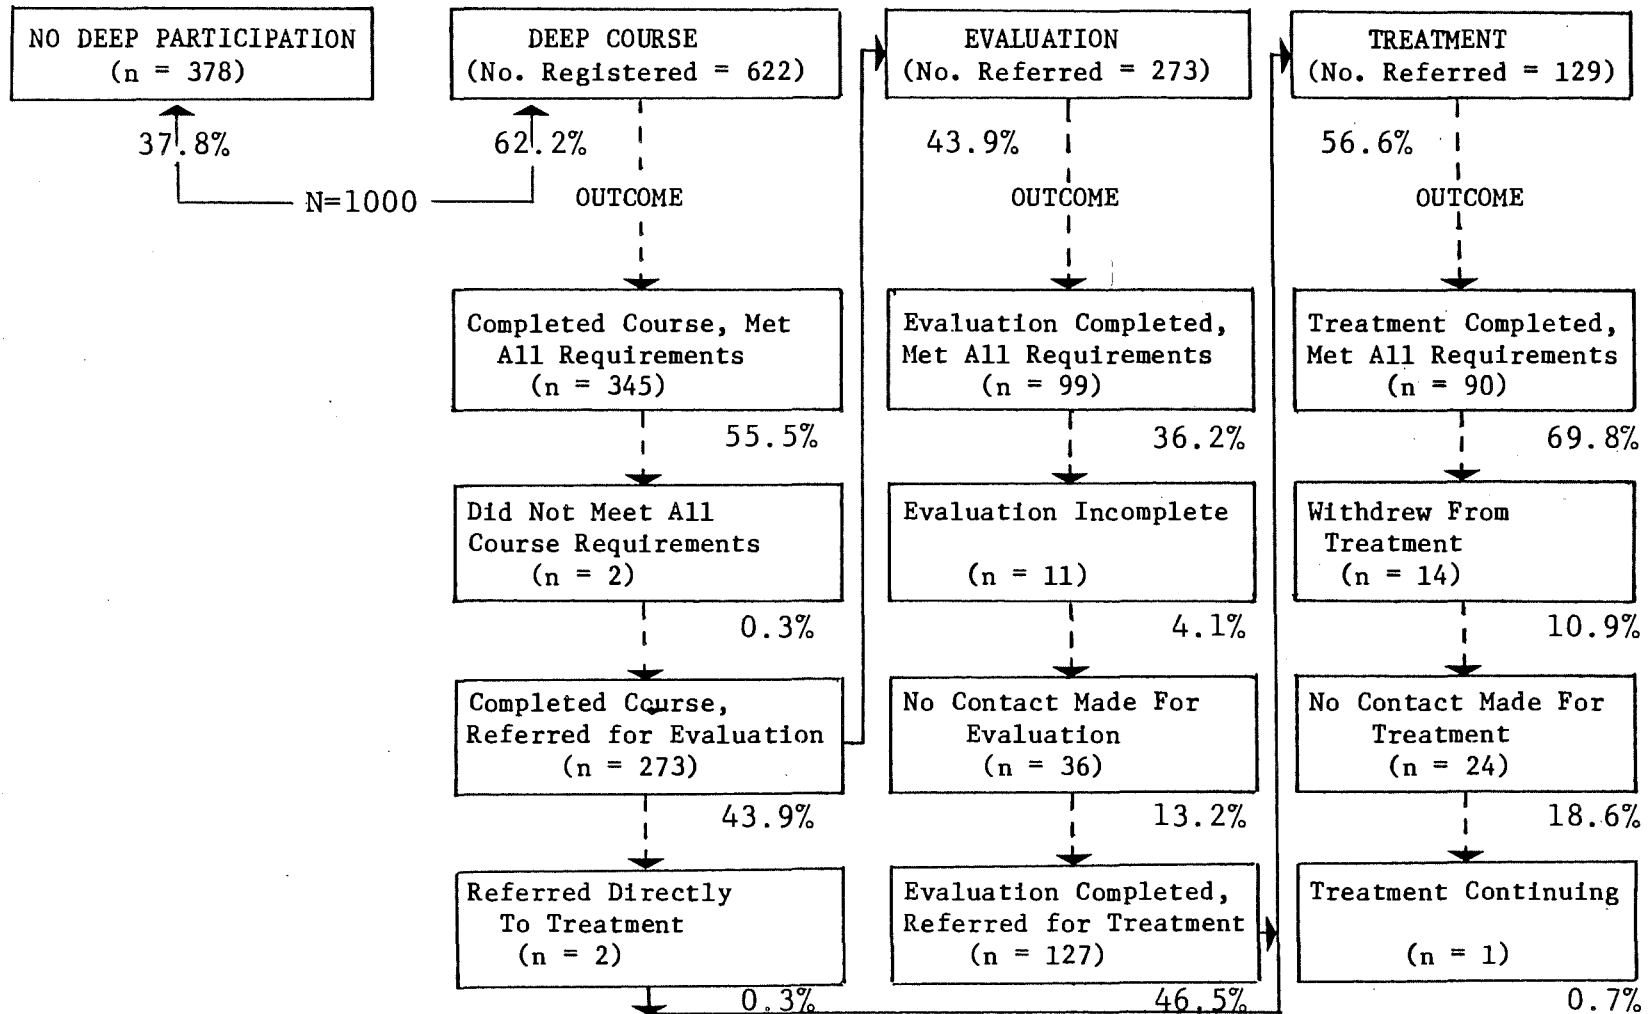 NO DEEP PARTICIPATION
(n = 378)
37.8%
N=1000
DEEP COURSE
(No. Registered = 622)
62.2%
OUTCOME
Completed Course, Met
All Requirements
(n = 345)
55.5%
Did Not Meet All
Course Requirements
(n = 2)
0.3%
Completed Course,
Referred for Evaluation
(n = 273)
43.9%
Referred Directly
To Treatment
(n = 2)
0.3%
EVALUATION
(No. Referred = 273)
43.9%
OUTCOME
Evaluation Completed,
Met All Requirements
(n = 99)
36.2%
Evaluation Incomplete
(n = 11)
4.1%
No Contact Made For
Evaluation
(n = 36)
13.2%
Evaluation Completed,
Referred for Treatment
(n = 127)
46.5%
TREATMENT
(No. Referred = 129)
56.6%
OUTCOME
Treatment Completed,
Met All Requirements
(n = 90)
69.8%
Withdrew From
Treatment
(n = 14)
10.9%
No Contact Made For
Treatment
(n = 24)
18.6%
Treatment Continuing
(n = 1)
0.7%